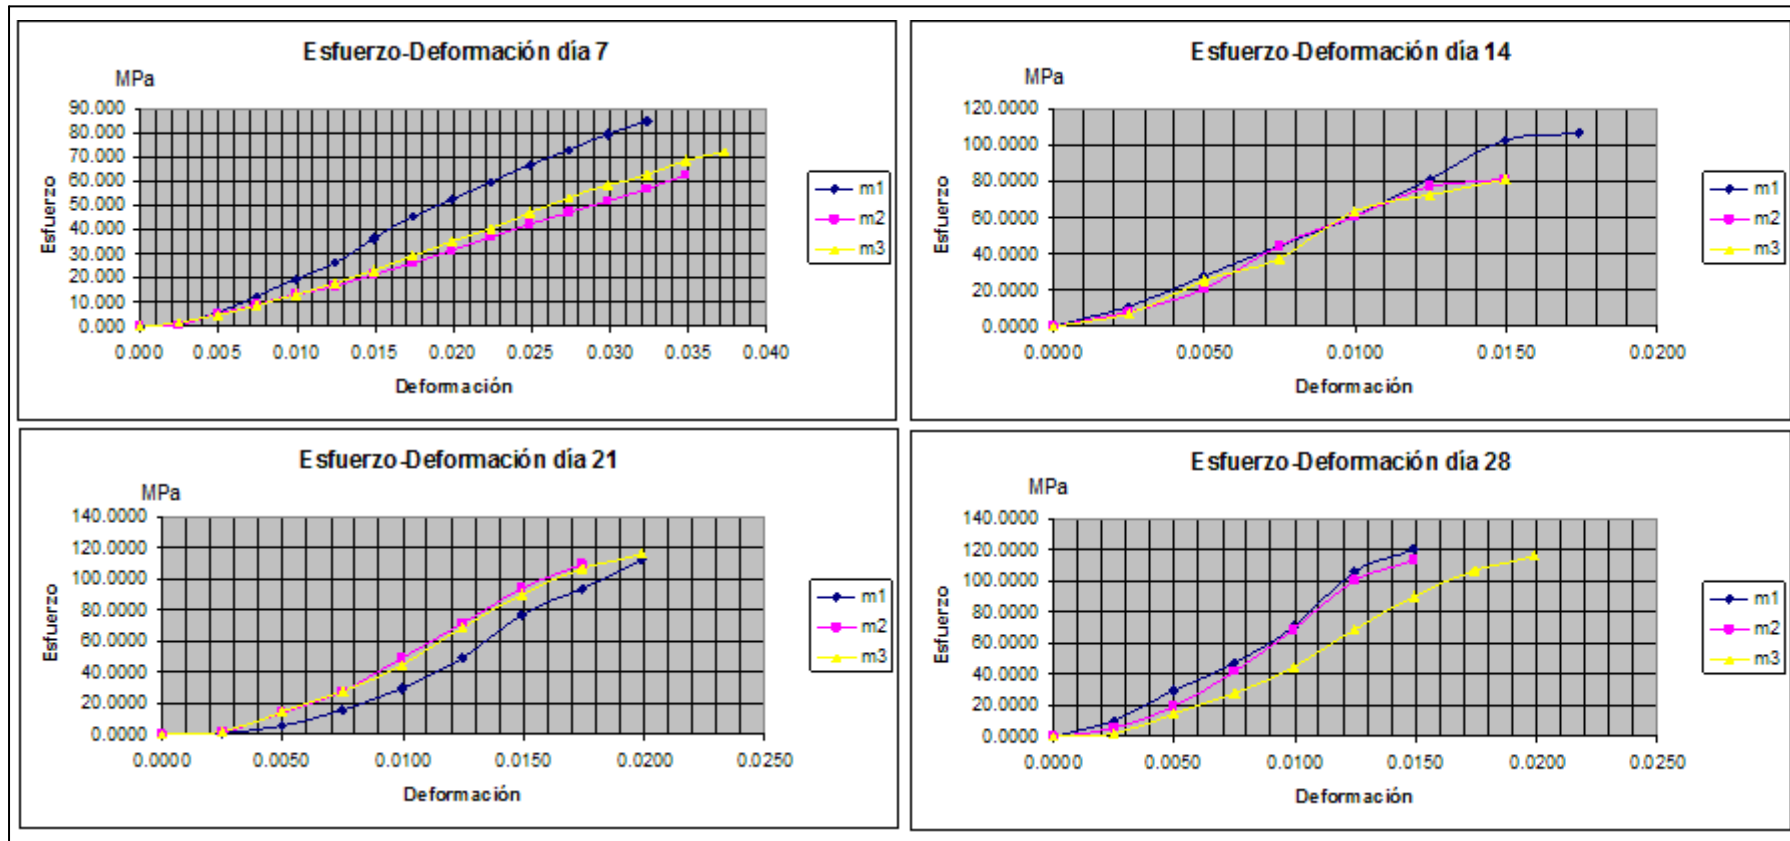 Esfuerzo-Deformación día 7
MPa
90.000
80.000
70.000
60.000
50.000
40.000
30.000
20.000
10.000
0.000
Esfuerzo
0.000 0.005 0.010 0.015 0.020 0.025 0.030 0.035 0.040
Deformación
m1
m2
m3
Esfuerzo-Deformación día 14
MPa
120.0000
100.0000
80.0000
60.0000
40.0000
20.0000
0.0000
Esfuerzo
0.0000 0.0050 0.0100 0.0150 0.0200
Deformación
m1
m2
m3
Esfuerzo-Deformación día 21
MPa
140.0000
120.0000
100.0000
80.0000
60.0000
40.0000
20.0000
0.0000
Esfuerzo
0.0000 0.0050 0.0100 0.0150 0.0200 0.0250
Deformación
m1
m2
m3
Esfuerzo-Deformación día 28
MPa
140.0000
120.0000
100.0000
80.0000
60.0000
40.0000
20.0000
0.0000
Esfuerzo
0.0000 0.0050 0.0100 0.0150 0.0200 0.0250
Deformación
m1
m2
m3